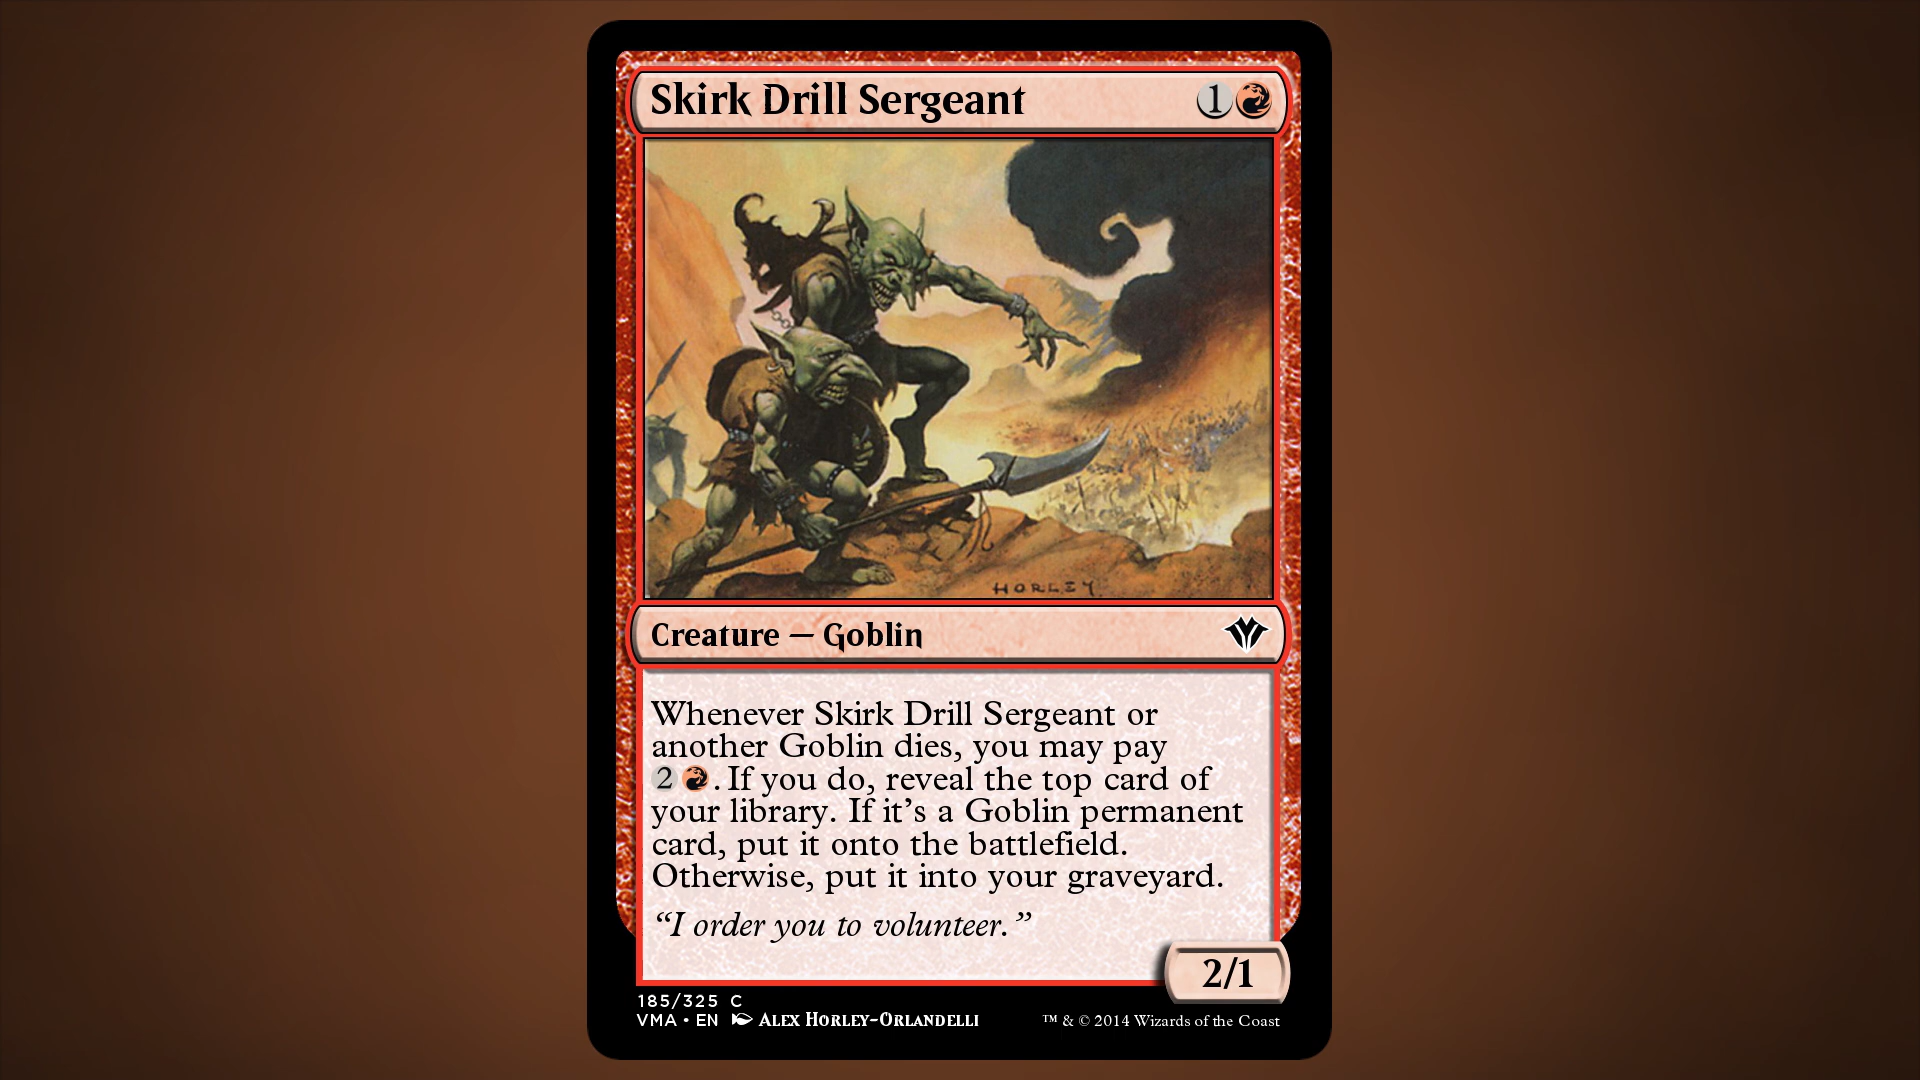 Skirk Drill Sergeant 1
HORLEY
Creature — Goblin
Whenever Skirk Drill Sergeant or
another Goblin dies, you may pay
2 . If you do, reveal the top card of
your library. If it's a Goblin permanent
card, put it onto the battlefield.
Otherwise, put it into your graveyard.
“I order you to volunteer.”
2/1
185/325 C
VMA • EN ALEX HORLEY-ORLANDELLI
™ & © 2014 Wizards of the Coast